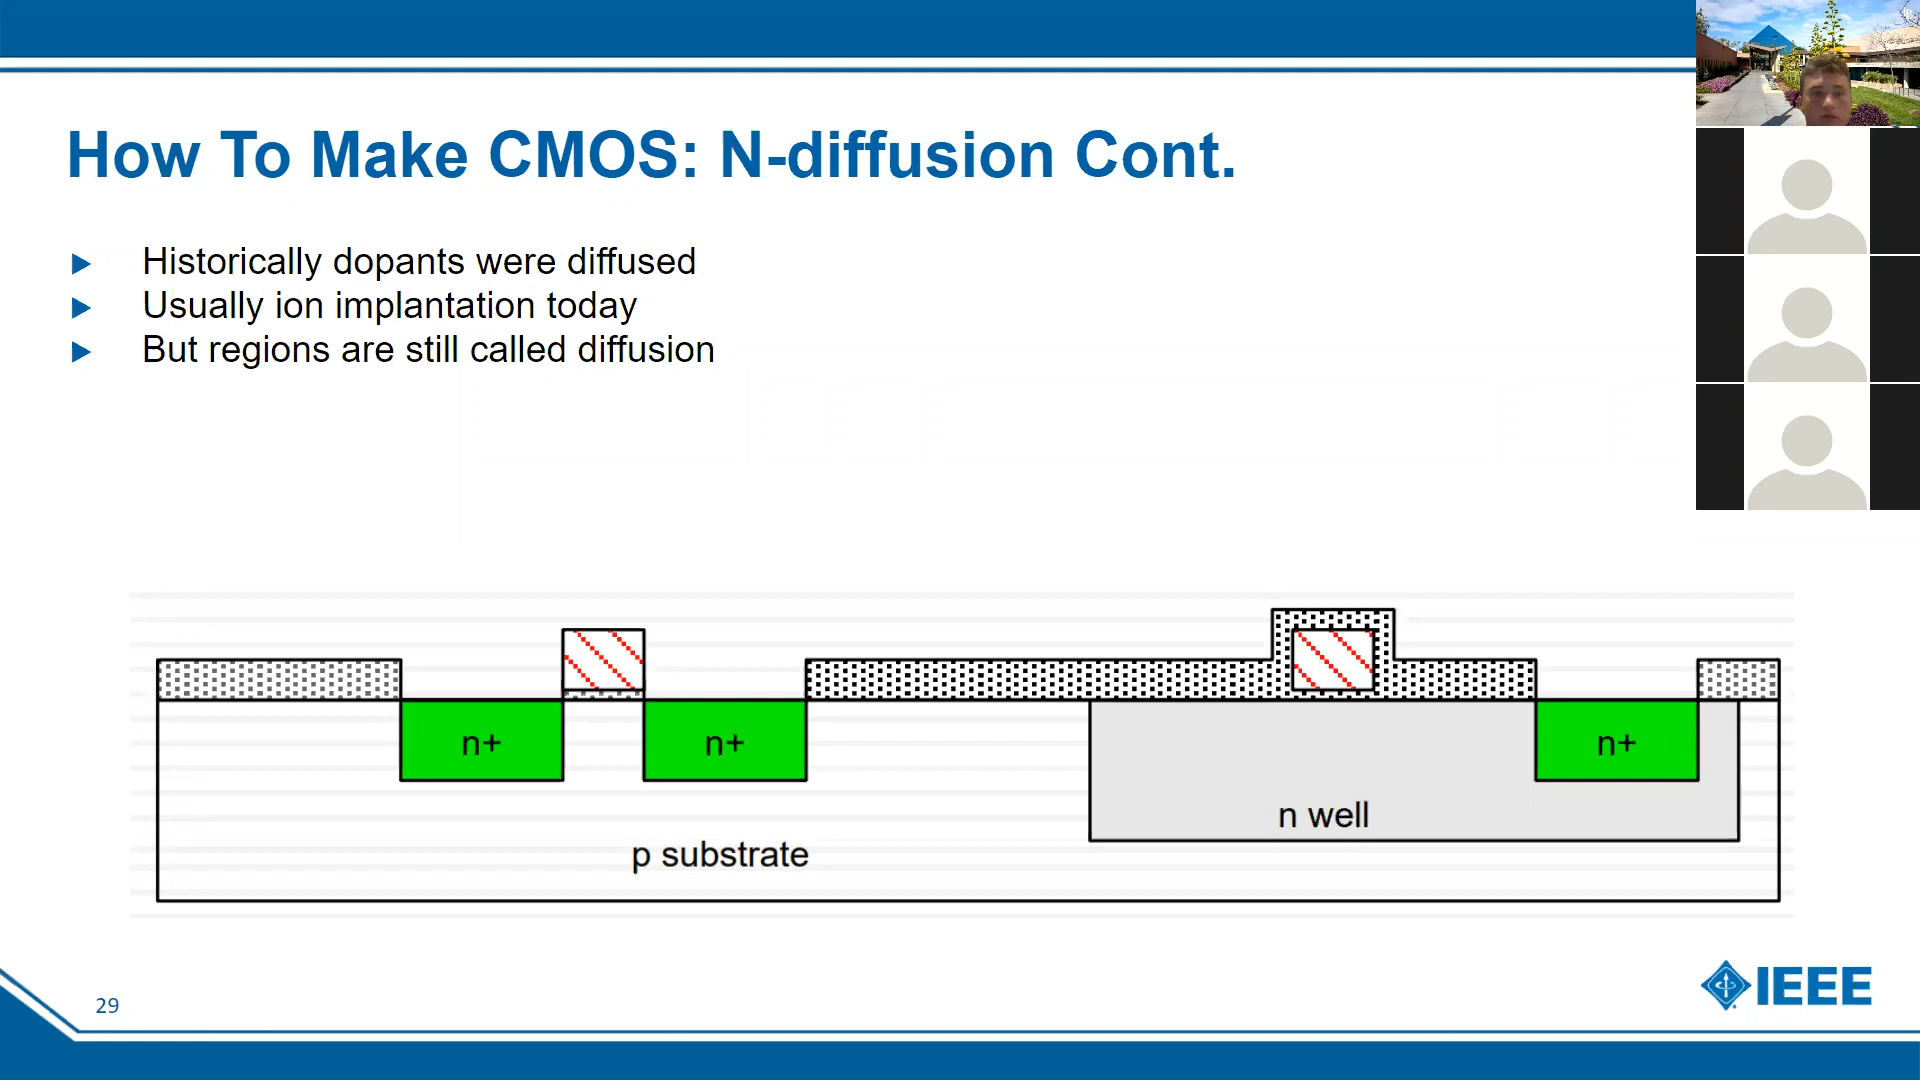 How To Make CMOS: N-diffusion Cont.
Historically dopants were diffused
Usually ion implantation today
But regions are still called diffusion
n+
n+
n+
n well
p substrate
29
IEEE